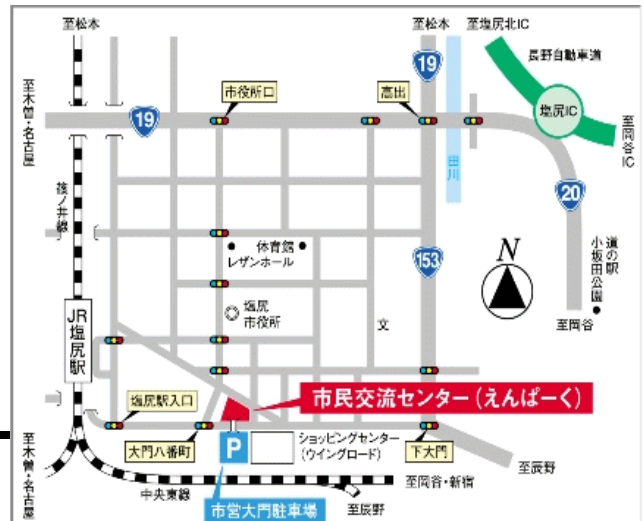 至松本
至松本
至塩尻北IC
19
長野自動車道
市役所口
高出
塩尻IC
至木曽・名古屋
19
至岡谷IC
田川
20
篠ノ井線
体育館
レザンホール
153
N
道の駅
小坂田公園
塩尻
市役所
文
至岡谷
JR塩尻駅
市民交流センター(えんぱーく)
塩尻駅入口
大門八番町
P
ショッピングセンター
(ウイングロード)
下大門
至木曽・名古屋
至辰野
中央東線
至岡谷・新宿
市営大門駐車場
至辰野